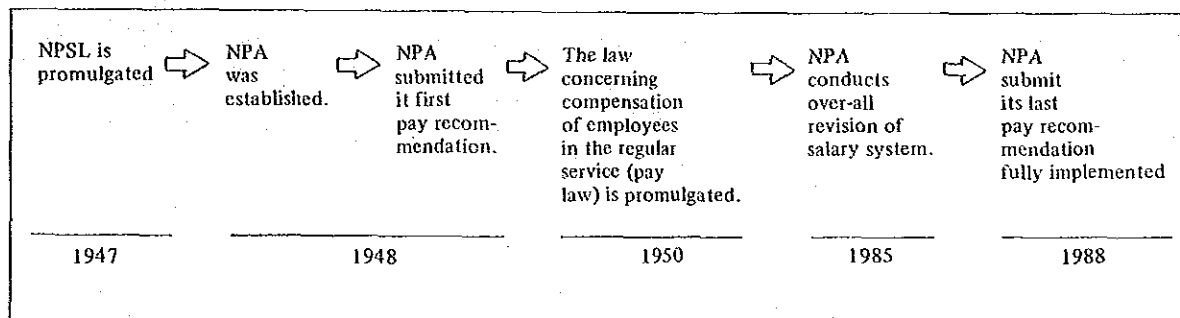 NPSL is
promulgated
NPA
was
established.
NPA
submitted
it first
pay recom-
mendation.
The law
concerning
compensation
of employees
in the regular
service (pay
law) is promulgated.
NPA
conducts
over-all
revision of
salary system.
NPA
submit
its last
pay recom-
mendation
fully implemented
1947
1948
1950
1985
1988